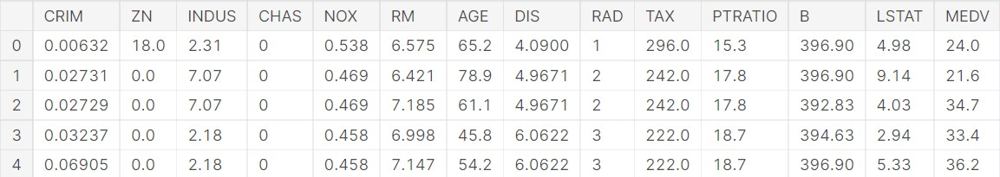 CRIM ZN INDUS CHAS NOX RM AGE DIS RAD TAX PTRATIO B LSTAT MEDV
0 0.00632 18.0 2.31 0 0.538 6.575 65.2 4.0900 1 296.0 15.3 396.90 4.98 24.0
1 0.02731 0.0 7.07 0 0.469 6.421 78.9 4.9671 2 242.0 17.8 396.90 9.14 21.6
2 0.02729 0.0 7.07 0 0.469 7.185 61.1 4.9671 2 242.0 17.8 392.83 4.03 34.7
3 0.03237 0.0 2.18 0 0.458 6.998 45.8 6.0622 3 222.0 18.7 394.63 2.94 33.4
4 0.06905 0.0 2.18 0 0.458 7.147 54.2 6.0622 3 222.0 18.7 396.90 5.33 36.2